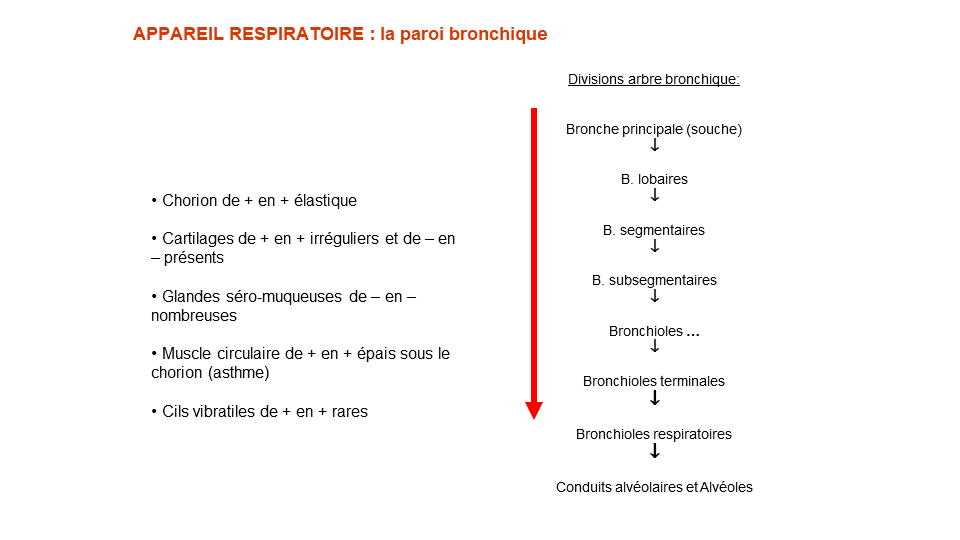 APPAREIL RESPIRATOIRE : la paroi bronchique
• Chorion de + en + élastique
• Cartilages de + en + irréguliers et de – en
– présents
• Glandes séro-muqueuses de – en –
nombreuses
• Muscle circulaire de + en + épais sous le
chorion (asthme)
• Cils vibratiles de + en + rares
Divisions arbre bronchique:
Bronche principale (souche)
↓
B. lobaires
↓
B. segmentaires
↓
B. subsegmentaires
↓
Bronchioles ...
↓
Bronchioles terminales
↓
Bronchioles respiratoires
↓
Conduits alvéolaires et Alvéoles